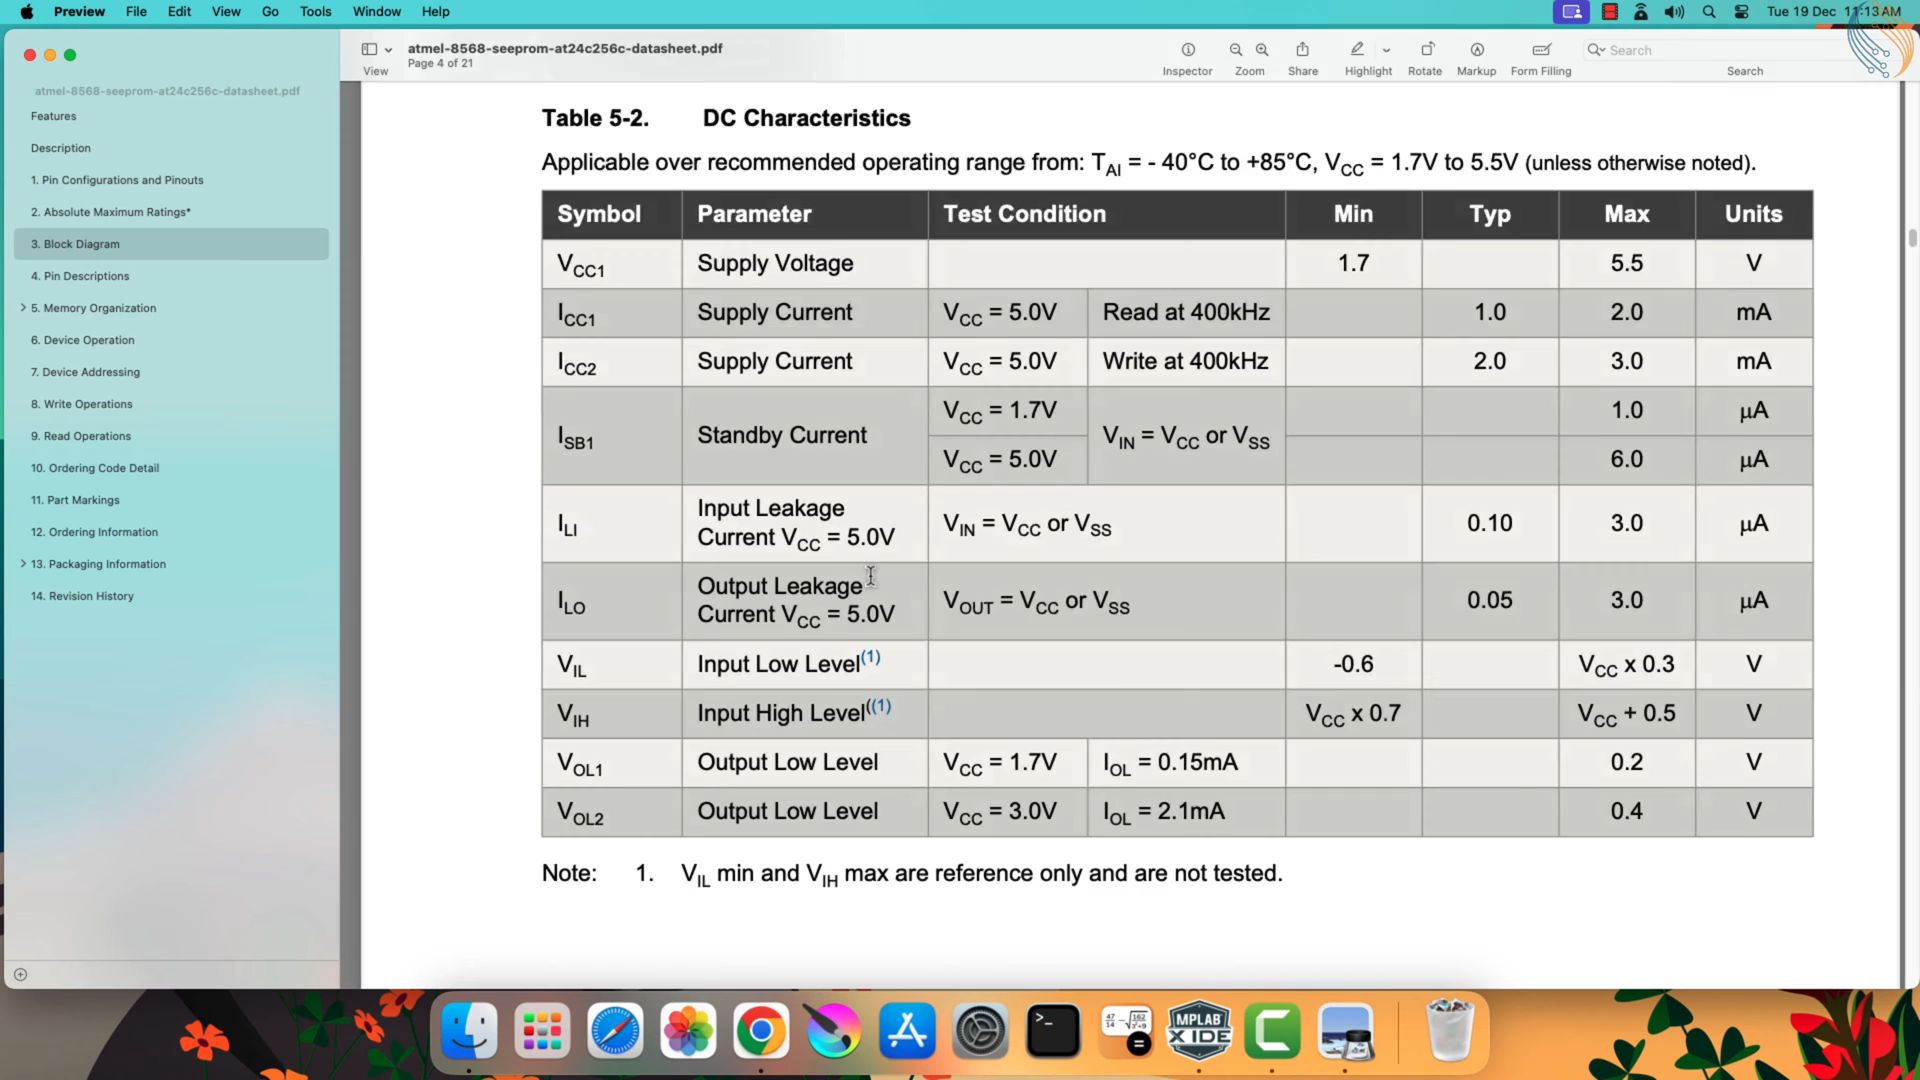 Preview File Edit View Go Tools Window Help
Tue 19 Dec 11:13AM
atmel-8568-seeprom-at24c256c-datasheet.pdf
Page 4 of 21
View
Inspector
Zoom
Share
Highlight
Rotate
Markup
Form Filling
Search
Search
atmel-8568-seeprom-at24c256c-datasheet.pdf
Features
Description
1. Pin Configurations and Pinouts
2. Absolute Maximum Ratings*
3. Block Diagram
4. Pin Descriptions
5. Memory Organization
6. Device Operation
7. Device Addressing
8. Write Operations
9. Read Operations
10. Ordering Code Detail
11. Part Markings
12. Ordering Information
13. Packaging Information
14. Revision History
Table 5-2. DC Characteristics
Applicable over recommended operating range from: TAI = - 40°C to +85°C, VCC = 1.7V to 5.5V (unless otherwise noted).
Symbol Parameter Test Condition Min Typ Max Units
VCC1 Supply Voltage 1.7 5.5 V
ICC1 Supply Current VCC = 5.0V Read at 400kHz 1.0 2.0 mA
ICC2 Supply Current VCC = 5.0V Write at 400kHz 2.0 3.0 mA
ISB1 Standby Current VCC = 1.7V VIN = VCC or VSS 1.0 µA
VCC = 5.0V 6.0 µA
ILI Input Leakage
Current VCC = 5.0V VIN = VCC or VSS 0.10 3.0 µA
ILO Output Leakage
Current VCC = 5.0V VOUT = VCC or VSS 0.05 3.0 µA
VIL Input Low Level(1) -0.6 VCC x 0.3 V
VIH Input High Level((1) VCC x 0.7 VCC + 0.5 V
VOL1 Output Low Level VCC = 1.7V IOL = 0.15mA 0.2 V
VOL2 Output Low Level VCC = 3.0V IOL = 2.1mA 0.4 V
Note: 1. VIL min and VIH max are reference only and are not tested.
MPLAB
X IDE